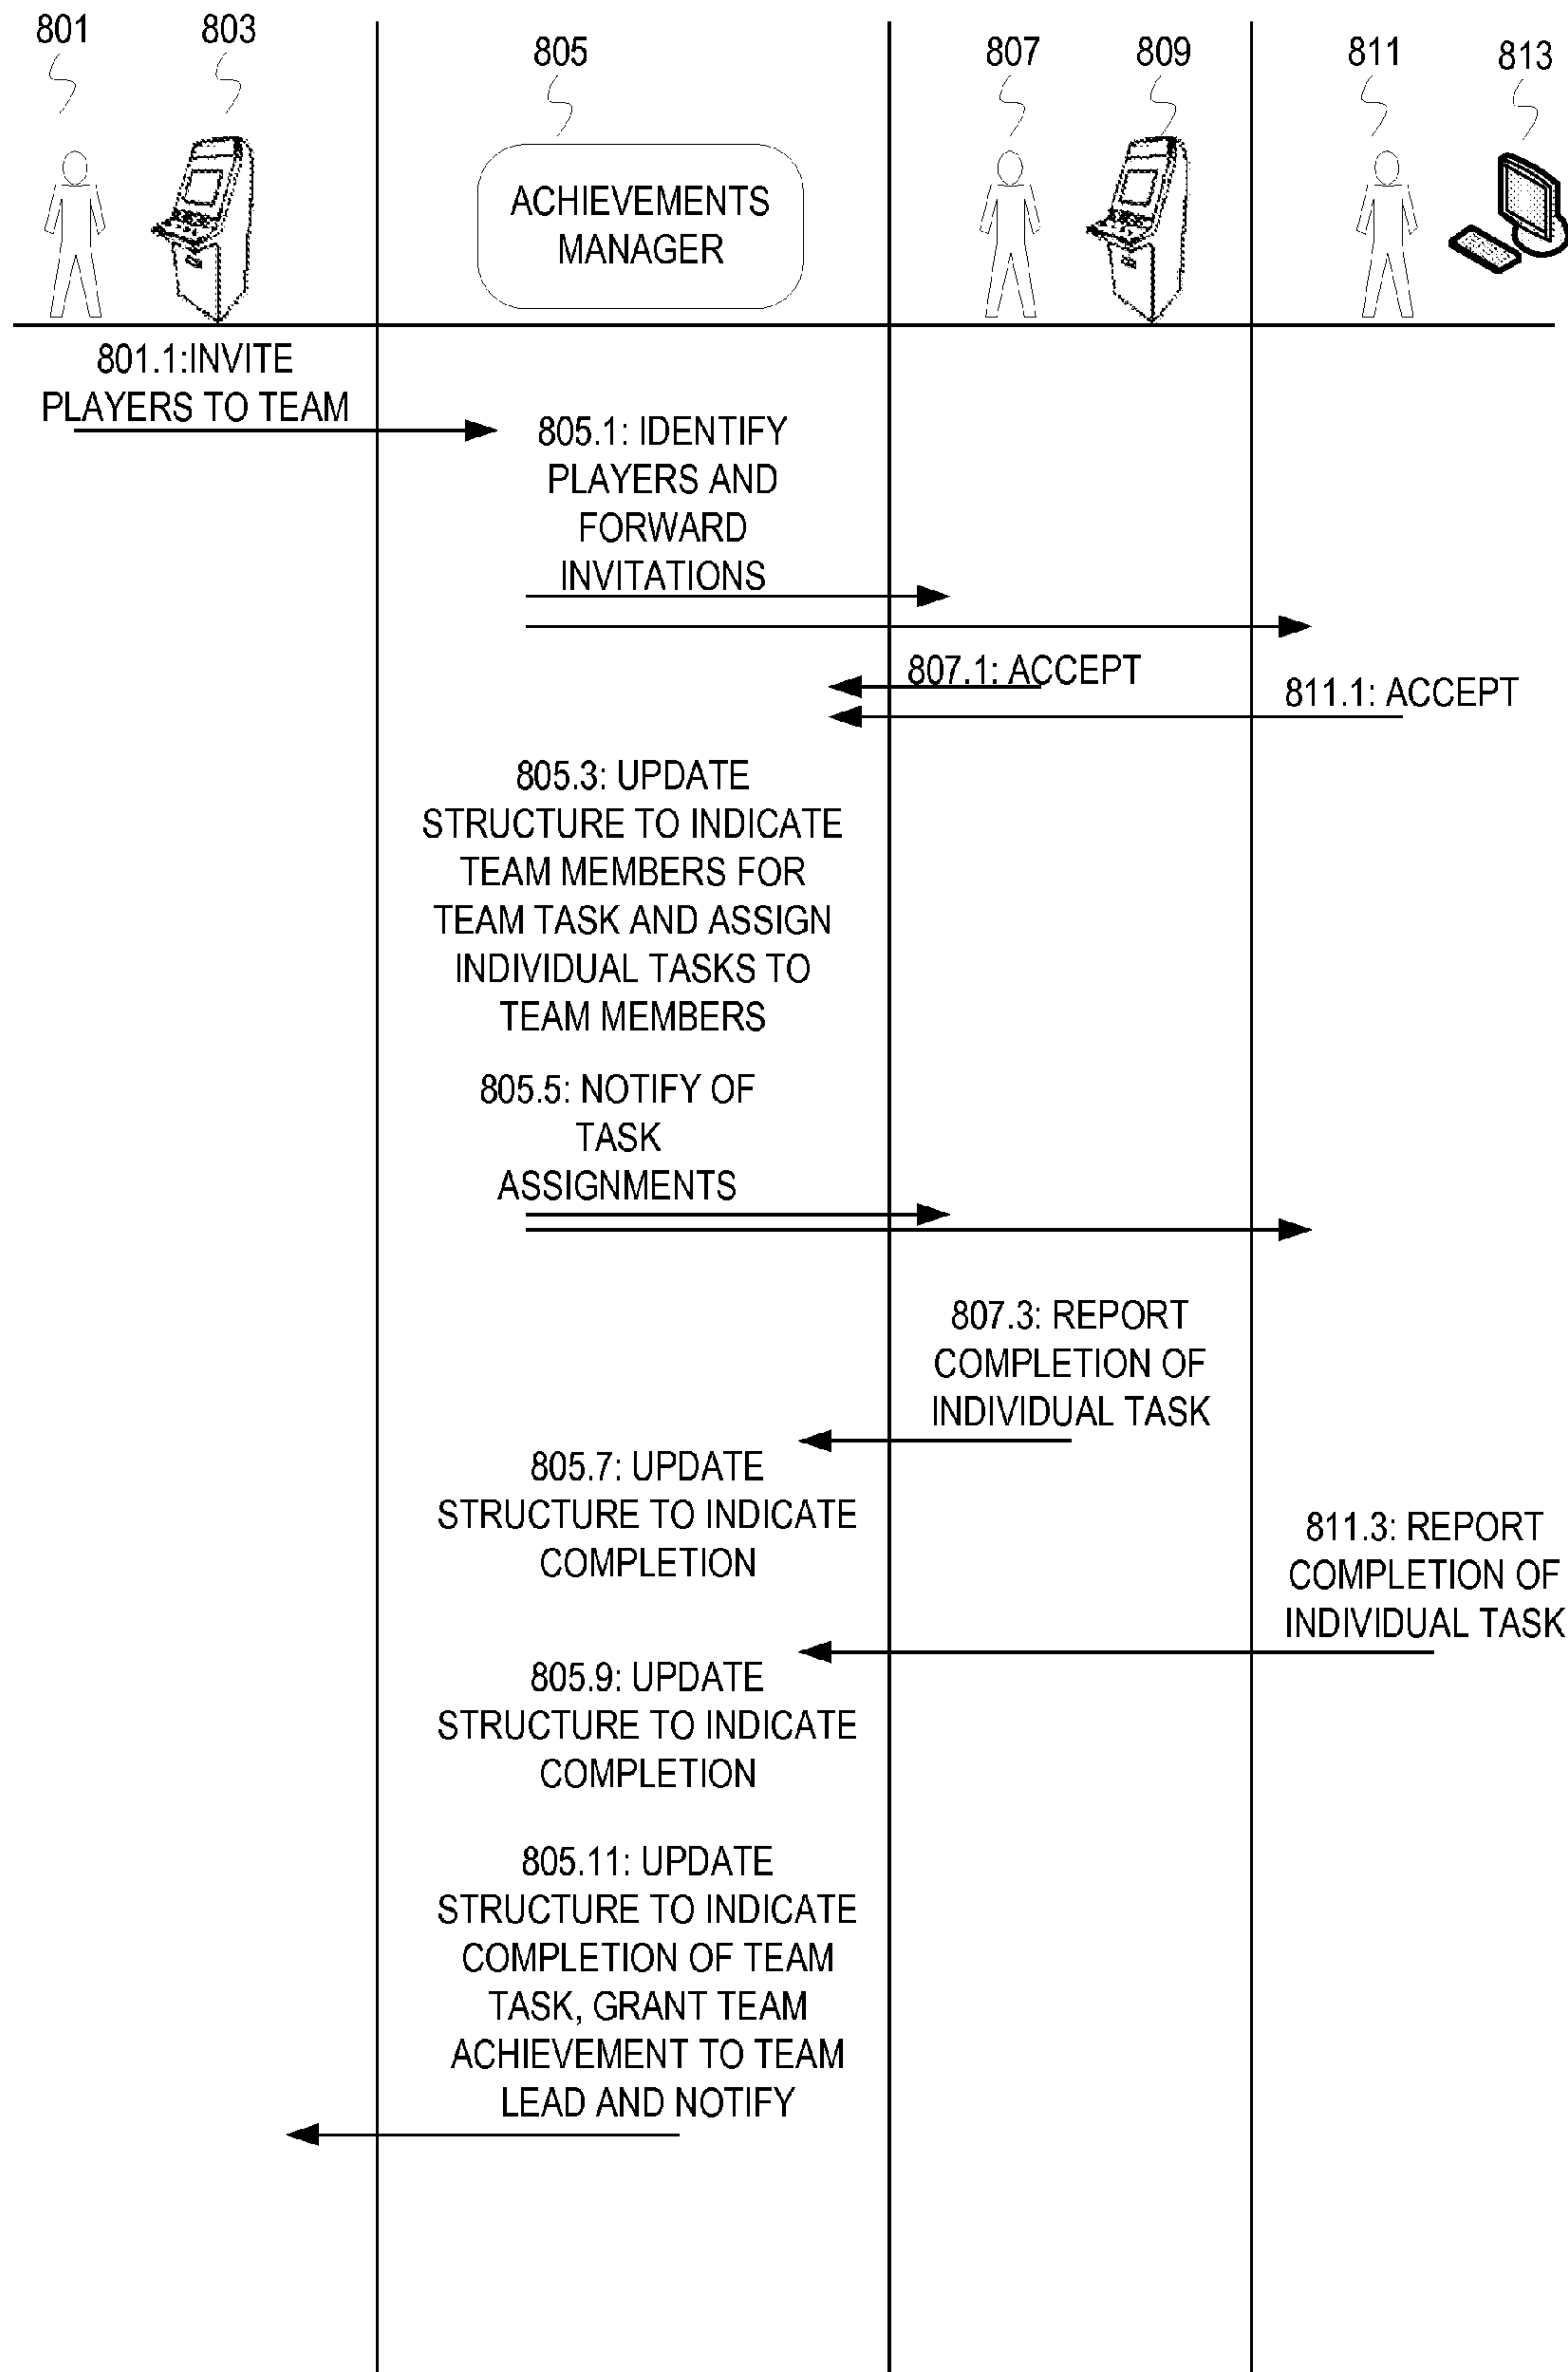 801
803
805
807
809
811
813
ACHIEVEMENTS
MANAGER
801.1:INVITE
PLAYERS TO TEAM
805.1: IDENTIFY
PLAYERS AND
FORWARD
INVITATIONS
807.1: ACCEPT
811.1: ACCEPT
805.3: UPDATE
STRUCTURE TO INDICATE
TEAM MEMBERS FOR
TEAM TASK AND ASSIGN
INDIVIDUAL TASKS TO
TEAM MEMBERS
805.5: NOTIFY OF
TASK
ASSIGNMENTS
807.3: REPORT
COMPLETION OF
INDIVIDUAL TASK
805.7: UPDATE
STRUCTURE TO INDICATE
COMPLETION
811.3: REPORT
COMPLETION OF
INDIVIDUAL TASK
805.9: UPDATE
STRUCTURE TO INDICATE
COMPLETION
805.11: UPDATE
STRUCTURE TO INDICATE
COMPLETION OF TEAM
TASK, GRANT TEAM
ACHIEVEMENT TO TEAM
LEAD AND NOTIFY